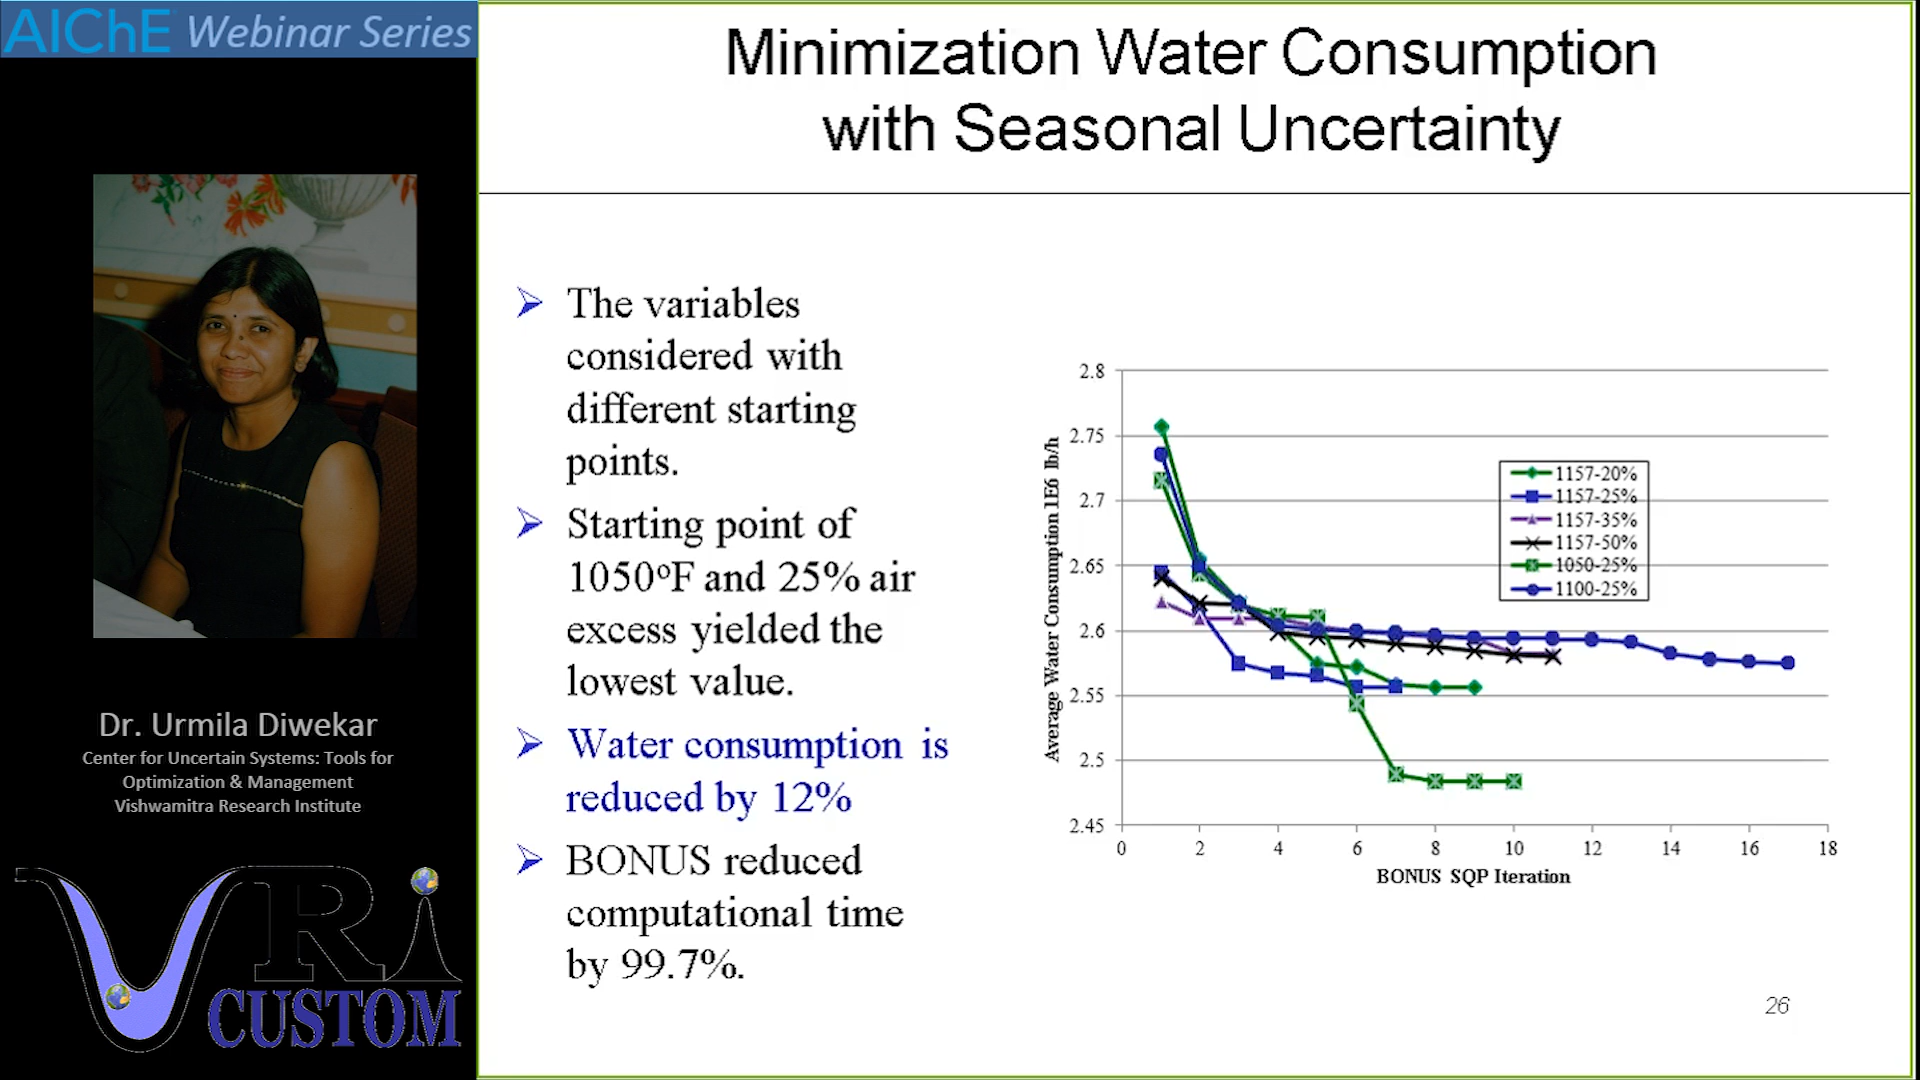 AIChE Webinar Series
Minimization Water Consumption
with Seasonal Uncertainty
The variables
considered with
different starting
points.
Starting point of
1050°F and 25% air
excess yielded the
lowest value.
Water consumption is
reduced by 12%
BONUS reduced
computational time
by 99.7%.
Average Water Consumption 1E6 lb/h
2.8
2.75
2.7
2.65
2.6
2.55
2.5
2.45
0 2 4 6 8 10 12 14 16 18
BONUS SQP Iteration
1157-20%
1157-25%
1157-35%
1157-50%
1050-25%
1100-25%
26
Dr. Urmila Diwekar
Center for Uncertain Systems: Tools for
Optimization & Management
Vishwamitra Research Institute
VRi
CUSTOM